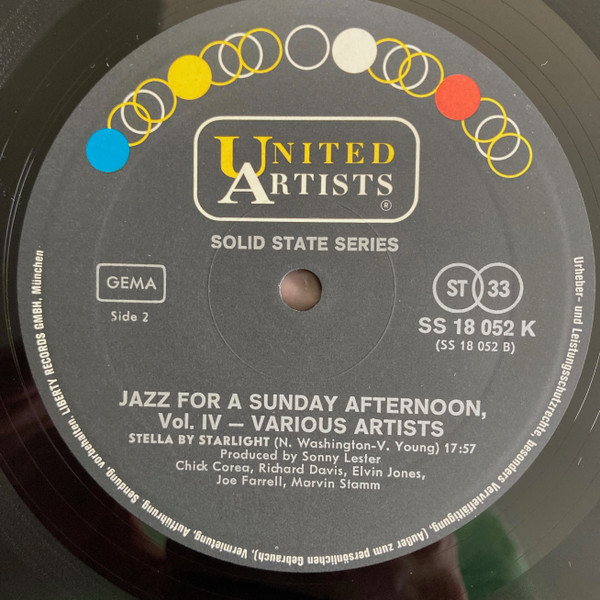 UNITED
ARTISTS
®
SOLID STATE SERIES
GEMA
Side 2
ST 33
SS 18 052 K
(SS 18 052 B)
JAZZ FOR A SUNDAY AFTERNOON,
Vol. IV — VARIOUS ARTISTS
STELLA BY STARLIGHT (N. Washington-V. Young) 17:57
Produced by Sonny Lester
Chick Corea, Richard Davis, Elvin Jones,
Joe Farrell, Marvin Stamm
Urheber- und Leistungsschutzrechte, besonders Vervielfältigung, (Außer zum persönlichen Gebrauch), Vermietung, Aufführung, Sendung, vorbehalten, LIBERTY RECORDS GMBH, München